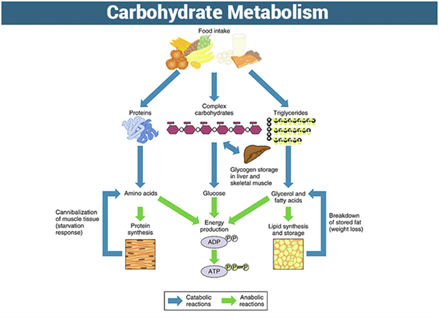 Carbohydrate Metabolism
Food intake
Proteins
Complex
carbohydrates
Triglycerides
Glycogen storage
in liver and
skeletal muscle
Amino acids
Glucose
Glycerol and
fatty acids
Cannibalization
of muscle tissue
(starvation
response)
Protein
synthesis
Energy
production
Lipid synthesis
and storage
Breakdown
of stored fat
(weight loss)
ADP P P
ATP P P P
Catabolic
reactions
Anabolic
reactions